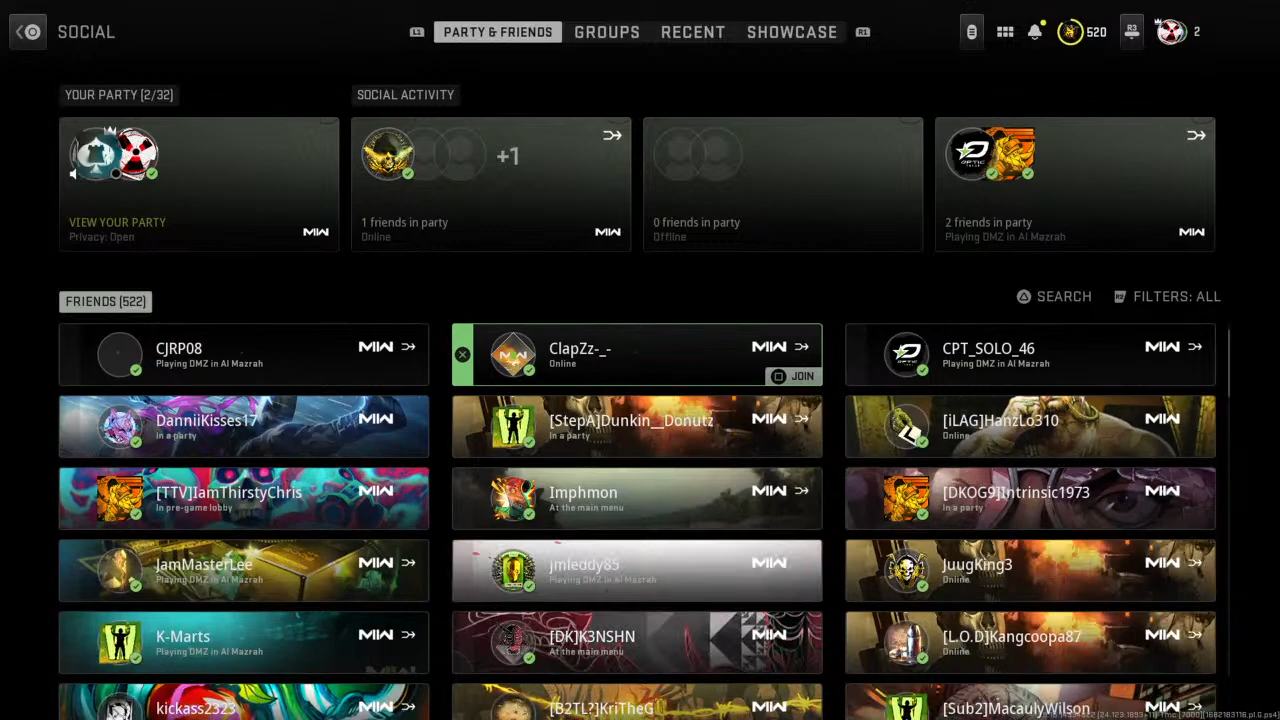 SOCIAL
L1
PARTY & FRIENDS
GROUPS
RECENT
SHOWCASE
R1
520
R3
2
YOUR PARTY (2/32)
SOCIAL ACTIVITY
+1
VIEW YOUR PARTY
Privacy: Open
MW
1 friends in party
Online
MW
0 friends in party
Offline
OPTIC
2 friends in party
Playing DMZ in Al Mazrah
MW
FRIENDS (522)
SEARCH
R2
FILTERS: ALL
CJRP08
Playing DMZ in Al Mazrah
MW
ClapZz-_-
Online
MW
JOIN
CPT_SOLO_46
Playing DMZ in Al Mazrah
MW
DanniiKisses17
In a party
MW
[StepA]Dunkin__Donutz
In a party
MW
[iLAG]HanzLo310
Online
MW
[TTV]IamThirstyChris
In pre-game lobby
MW
Imphmon
At the main menu
MW
[DKOG9]Intrinsic1973
In a party
MW
JamMasterLee
Playing DMZ in Al Mazrah
MW
jmleddy85
Playing DMZ in Al Mazrah
MW
JuugKing3
Online
MW
K-Marts
Playing DMZ in Al Mazrah
MW
[DK]K3NSHN
At the main menu
MW
[L.O.D]Kangcoopa87
Online
MW
kickass2323
[B2TL?]KriTheG
[Sub2]MacaulyWilson